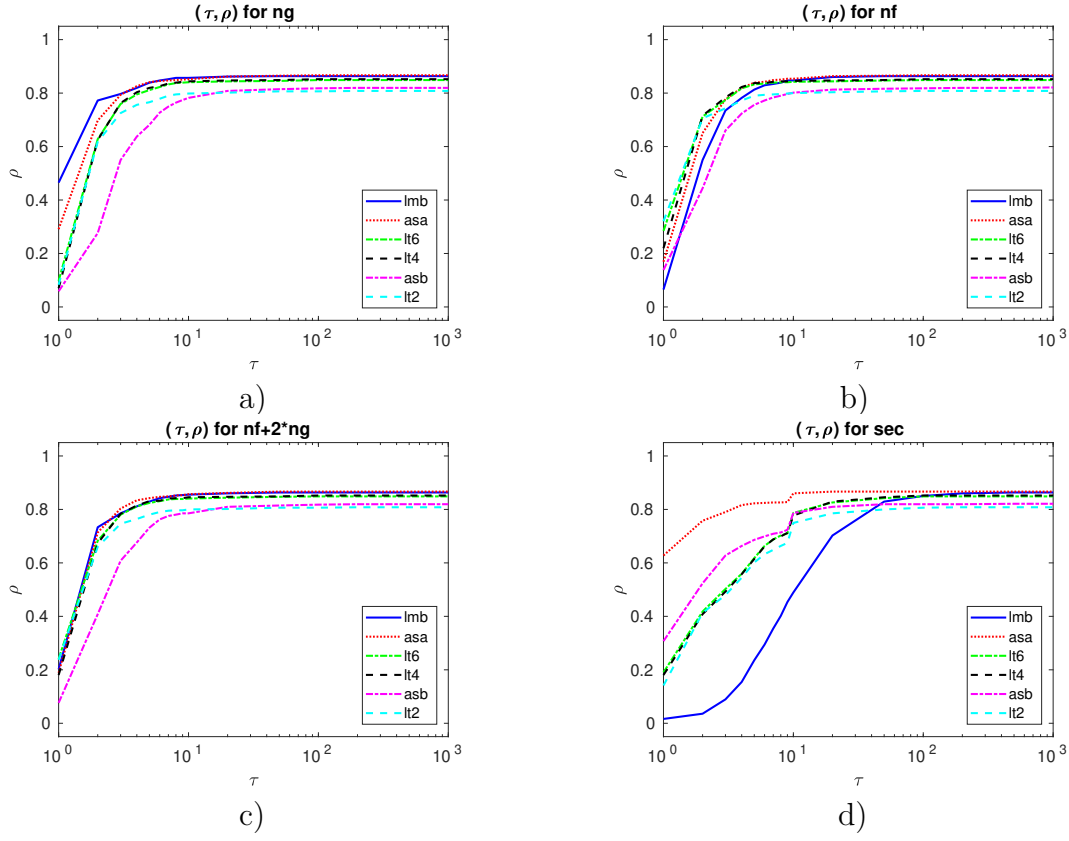 (τ, ρ) for ng
1
0.8
0.6
0.4
0.2
0
ρ
lmb
asa
lt6
lt4
asb
lt2
10^0
10^1
10^2
10^3
τ
a)
(τ, ρ) for nf
1
0.8
0.6
0.4
0.2
0
ρ
lmb
asa
lt6
lt4
asb
lt2
10^0
10^1
10^2
10^3
τ
b)
(τ, ρ) for nf+2*ng
1
0.8
0.6
0.4
0.2
0
ρ
lmb
asa
lt6
lt4
asb
lt2
10^0
10^1
10^2
10^3
τ
c)
(τ, ρ) for sec
1
0.8
0.6
0.4
0.2
0
ρ
lmb
asa
lt6
lt4
asb
lt2
10^0
10^1
10^2
10^3
τ
d)